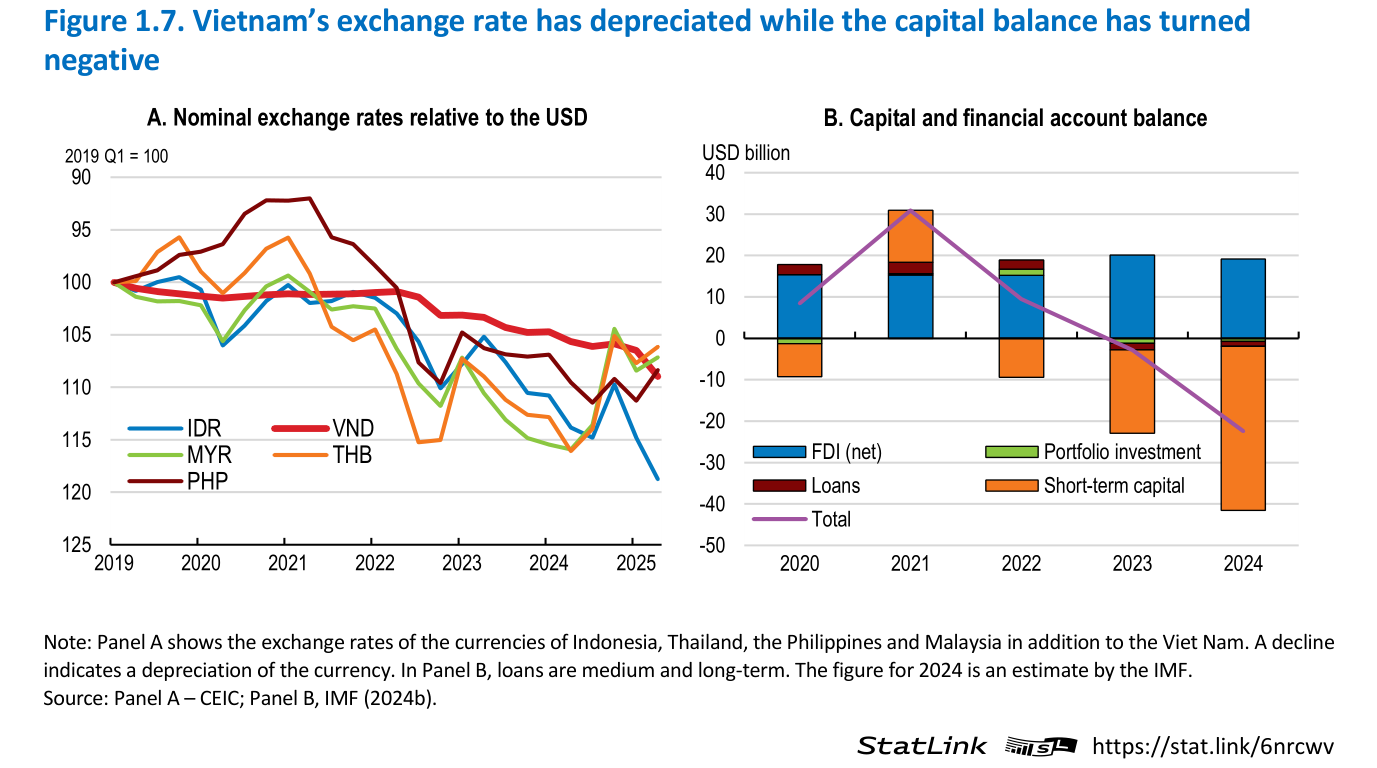 Figure 1.7. Vietnam’s exchange rate has depreciated while the capital balance has turned
negative
A. Nominal exchange rates relative to the USD
2019 Q1 = 100
90
95
100
105
110
115
120
125
IDR
VND
MYR
THB
PHP
2019
2020
2021
2022
2023
2024
2025
B. Capital and financial account balance
USD billion
40
30
20
10
0
-10
-20
-30
-40
-50
FDI (net)
Portfolio investment
Loans
Short-term capital
Total
2020
2021
2022
2023
2024
Note: Panel A shows the exchange rates of the currencies of Indonesia, Thailand, the Philippines and Malaysia in addition to the Viet Nam. A decline
indicates a depreciation of the currency. In Panel B, loans are medium and long-term. The figure for 2024 is an estimate by the IMF.
Source: Panel A – CEIC; Panel B, IMF (2024b).
StatLink https://stat.link/6nrcwv